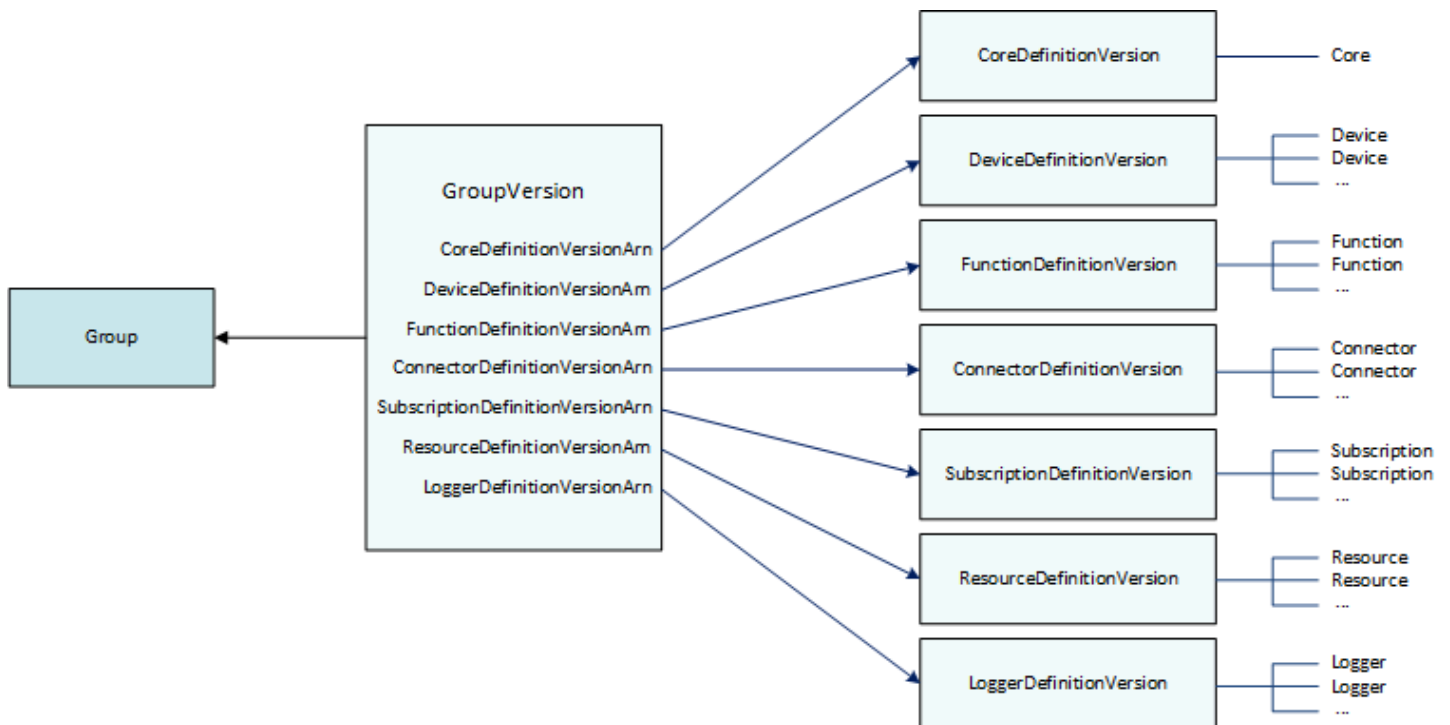 Group
GroupVersion
CoreDefinitionVersionArn
DeviceDefinitionVersionArn
FunctionDefinitionVersionArn
ConnectorDefinitionVersionArn
SubscriptionDefinitionVersionArn
ResourceDefinitionVersionArn
LoggerDefinitionVersionArn
CoreDefinitionVersion
Core
DeviceDefinitionVersion
Device
Device
...
FunctionDefinitionVersion
Function
Function
...
ConnectorDefinitionVersion
Connector
Connector
...
SubscriptionDefinitionVersion
Subscription
Subscription
...
ResourceDefinitionVersion
Resource
Resource
...
LoggerDefinitionVersion
Logger
Logger
...